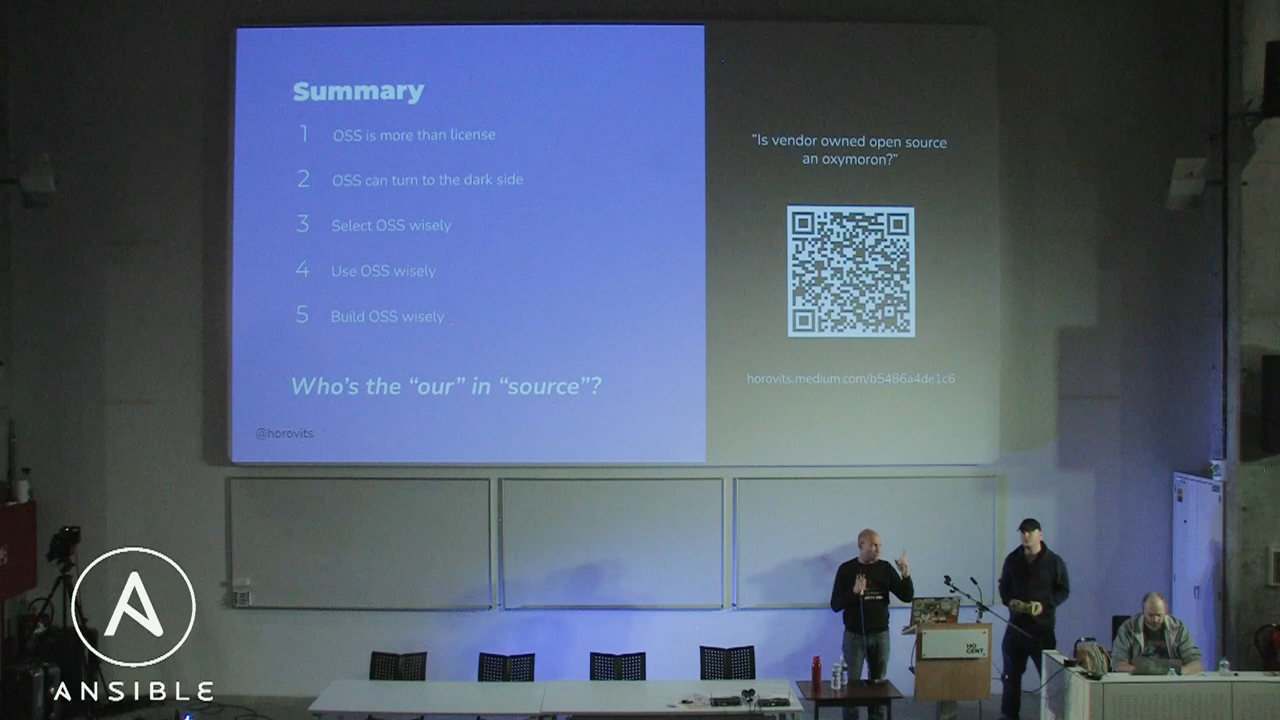 Summary
1 OSS is more than license
2 OSS can turn to the dark side
3 Select OSS wisely
4 Use OSS wisely
5 Build OSS wisely
Who's the "our" in "source"?
@horovits
"Is vendor owned open source
an oxymoron?"
horovits.medium.com/b5486a4de1c6
HO
GENT
ANSIBLE